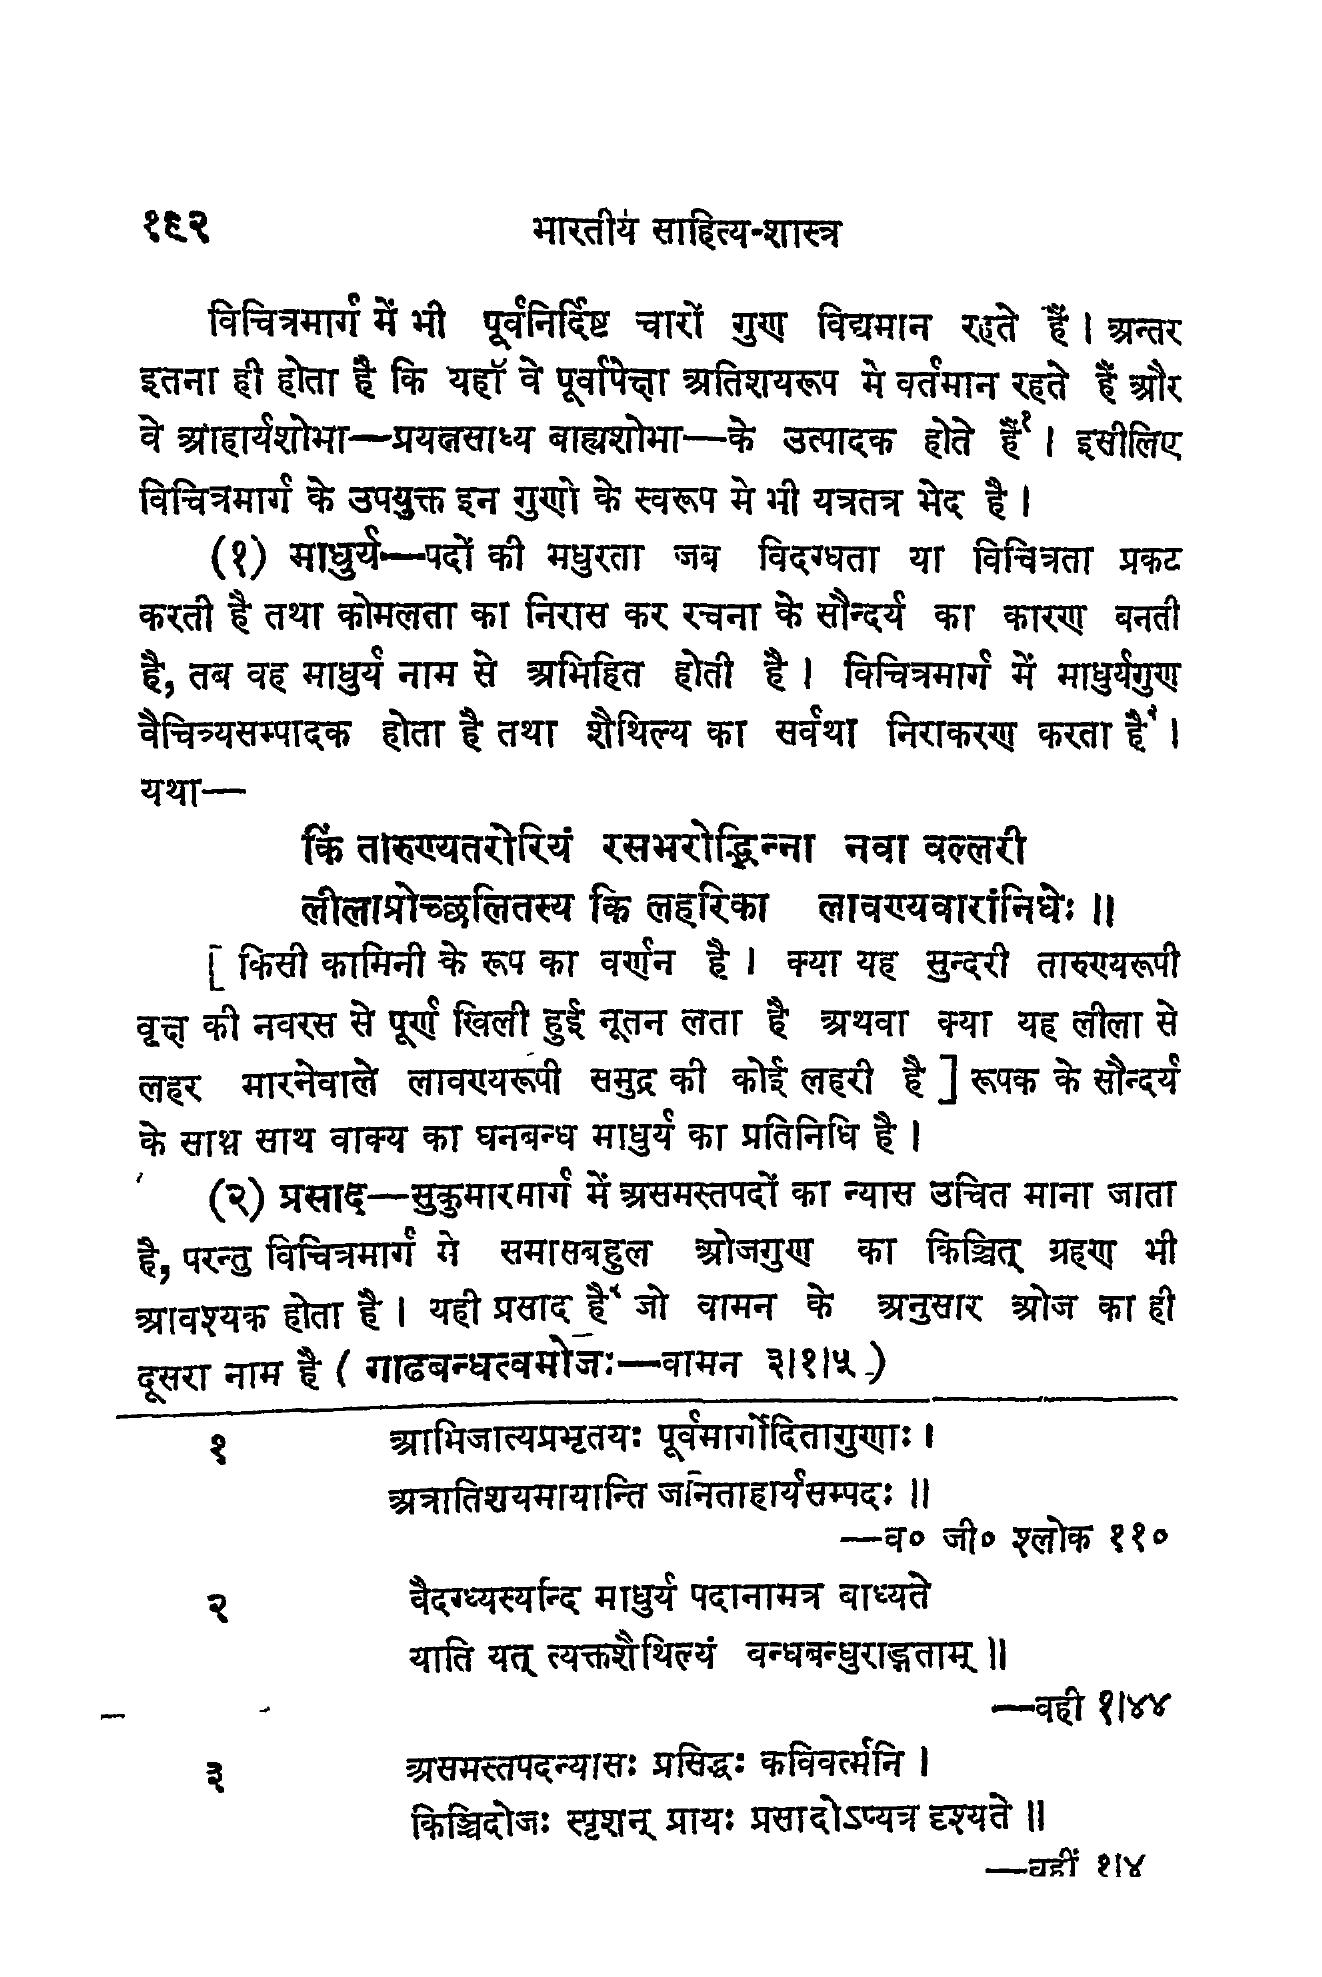 १९२ भारतीय साहित्य-शास्त्र
विचित्रमार्ग में भी पूर्वनिर्दिष्ट चारों गुण विद्यमान रहते हैं । अन्तर
इतना ही होता है कि यहाँ वे पूर्वापेक्षा अतिशयरूप मे वर्तमान रहते हैं और
वे आहार्यशोभा—प्रयत्नसाध्य बाह्यशोभा—के उत्पादक होते हैं१ । इसीलिए
विचित्रमार्ग के उपयुक्त इन गुणो के स्वरूप मे भी यत्रतत्र भेद है ।
(१) माधुर्य—पदों की मधुरता जब विदग्धता या विचित्रता प्रकट
करती है तथा कोमलता का निरास कर रचना के सौन्दर्य का कारण बनती
है, तब वह माधुर्य नाम से अभिहित होती है । विचित्रमार्ग में माधुर्यगुण
वैचित्र्यसम्पादक होता है तथा शैथिल्य का सर्वथा निराकरण करता है ।
यथा—
किं तारुण्यतरोरियं रसभरोद्भिन्ना नवा वल्लरी
लीलाप्रोच्छलितस्य कि लहरिका लावण्यवारांनिधेः ॥
[ किसी कामिनी के रूप का वर्णन है । क्या यह सुन्दरी तारुण्यरूपी
वृक्ष की नवरस से पूर्ण खिली हुई नूतन लता है अथवा क्या यह लीला से
लहर मारनेवाले लावण्यरूपी समुद्र की कोई लहरी है ] रूपक के सौन्दर्य
के साथ साथ वाक्य का घनबन्ध माधुर्य का प्रतिनिधि है ।
(२) प्रसाद—सुकुमारमार्ग में असमस्तपदों का न्यास उचित माना जाता
है, परन्तु विचित्रमार्ग मे समासबहुल ओजगुण का किञ्चित् ग्रहण भी
आवश्यक होता है । यही प्रसाद है जो वामन के अनुसार ओज का ही
दूसरा नाम है ( गाढबन्धत्वमोजः—वामन ३।१।५ )
१ आभिजात्यप्रभृतयः पूर्वमार्गोदितागुणाः ।
अत्रातिशयमायान्ति जनिताहार्यसम्पदः ॥
—व० जी० श्लोक ११०
२ वैदग्ध्यस्यन्दि माधुर्य पदानामत्र बाध्यते
याति यत् त्यक्तशैथिल्यं बन्धबन्धुराङ्गताम् ॥
—वही १।४४
३ असमस्तपदन्यासः प्रसिद्धः कविवर्त्मनि ।
किञ्चिदोजः स्पृशन् प्रायः प्रसादोऽप्यत्र दृश्यते ॥
—वहीं १।४